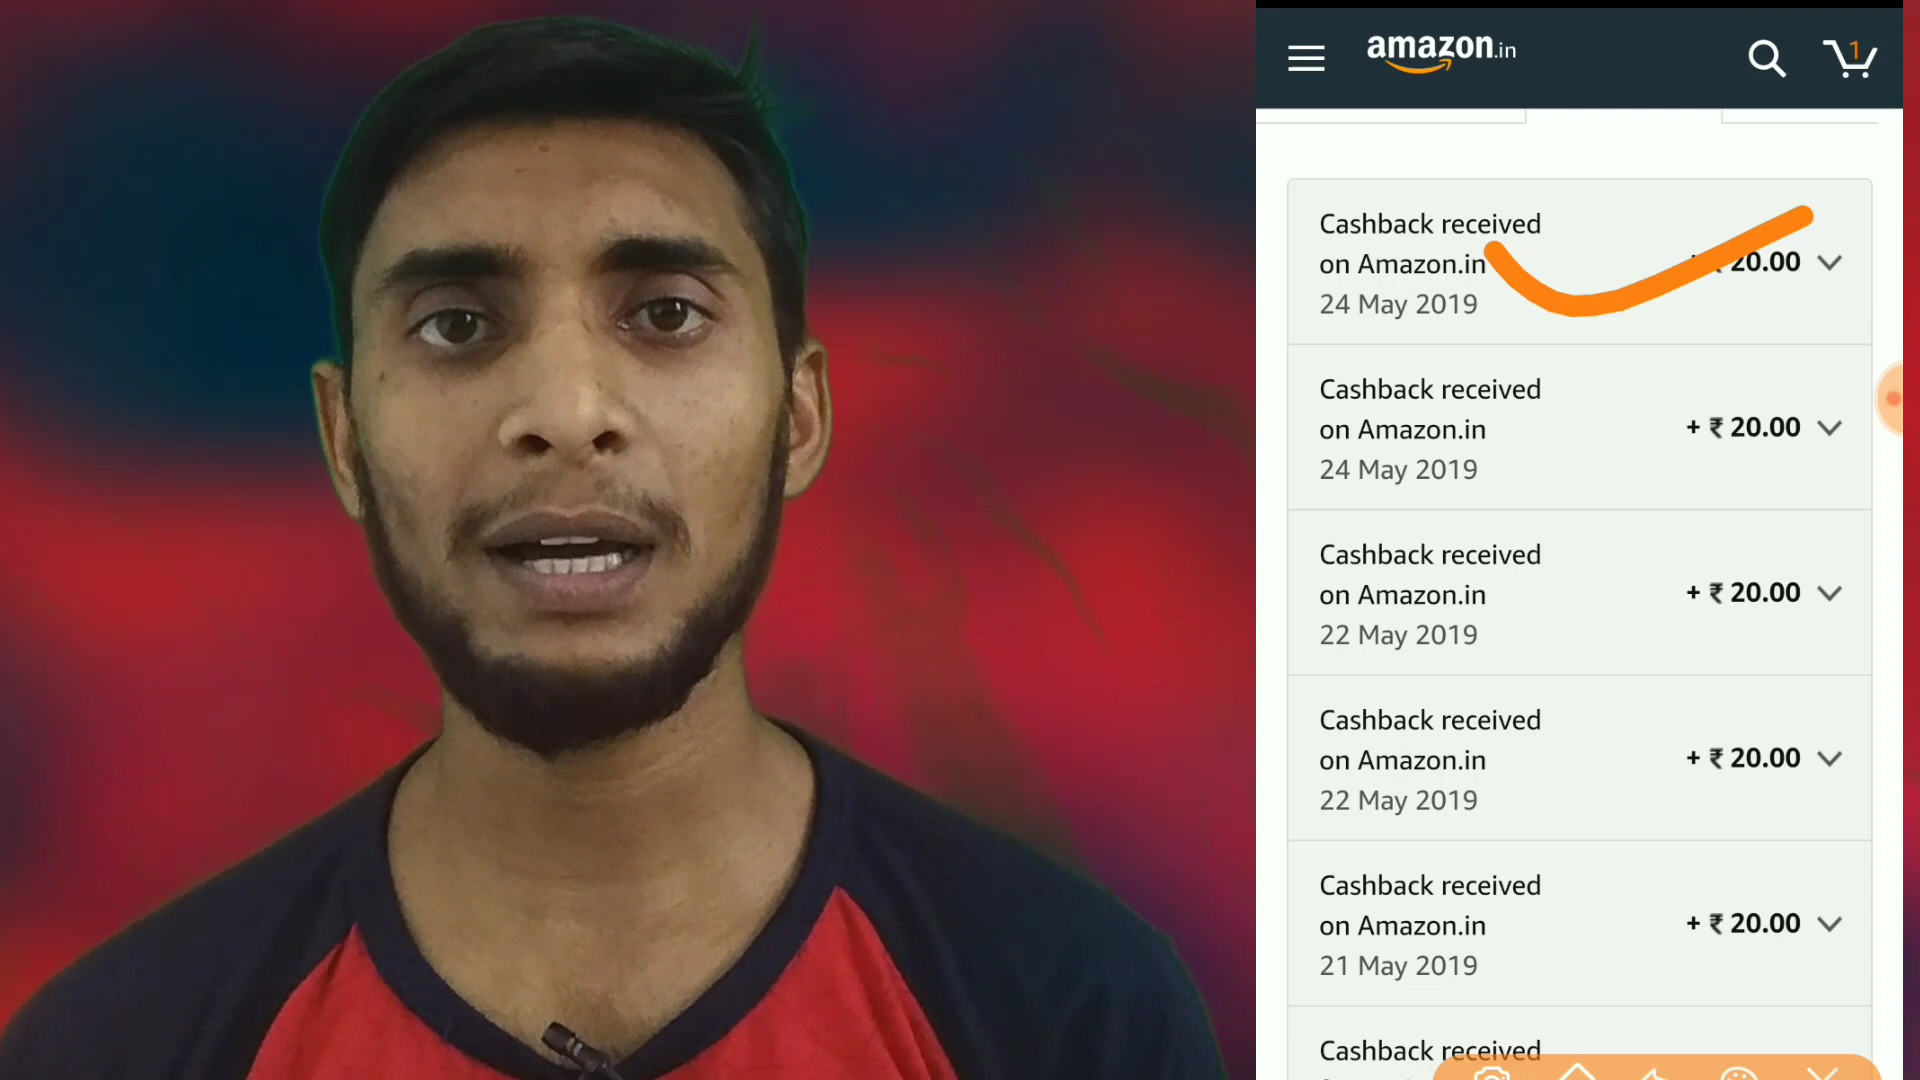 amazon.in
1
Cashback received
on Amazon.in
24 May 2019
20.00
Cashback received
on Amazon.in
24 May 2019
+ ₹ 20.00
Cashback received
on Amazon.in
22 May 2019
+ ₹ 20.00
Cashback received
on Amazon.in
22 May 2019
+ ₹ 20.00
Cashback received
on Amazon.in
21 May 2019
+ ₹ 20.00
Cashback received